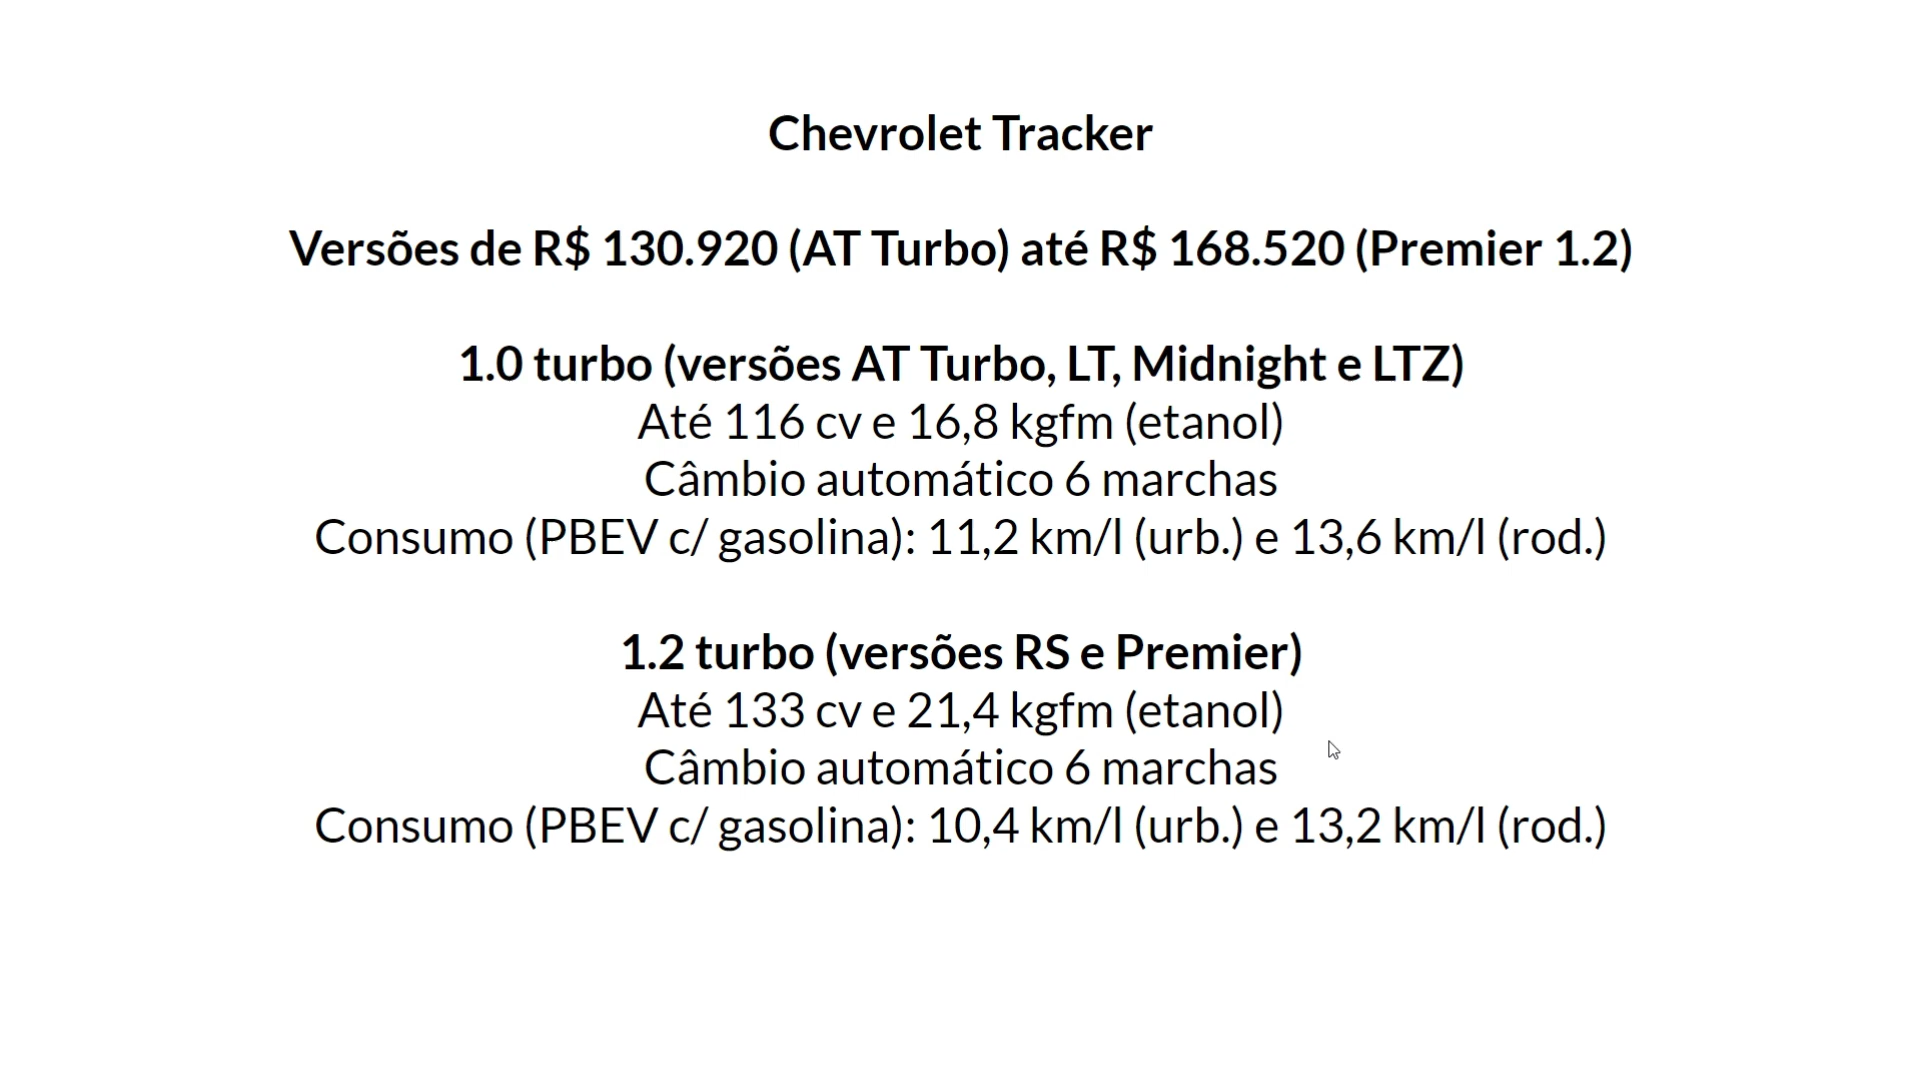 Chevrolet Tracker
Versões de R$ 130.920 (AT Turbo) até R$ 168.520 (Premier 1.2)
1.0 turbo (versões AT Turbo, LT, Midnight e LTZ)
Até 116 cv e 16,8 kgfm (etanol)
Câmbio automático 6 marchas
Consumo (PBEV c/ gasolina): 11,2 km/l (urb.) e 13,6 km/l (rod.)
1.2 turbo (versões RS e Premier)
Até 133 cv e 21,4 kgfm (etanol)
Câmbio automático 6 marchas
Consumo (PBEV c/ gasolina): 10,4 km/l (urb.) e 13,2 km/l (rod.)